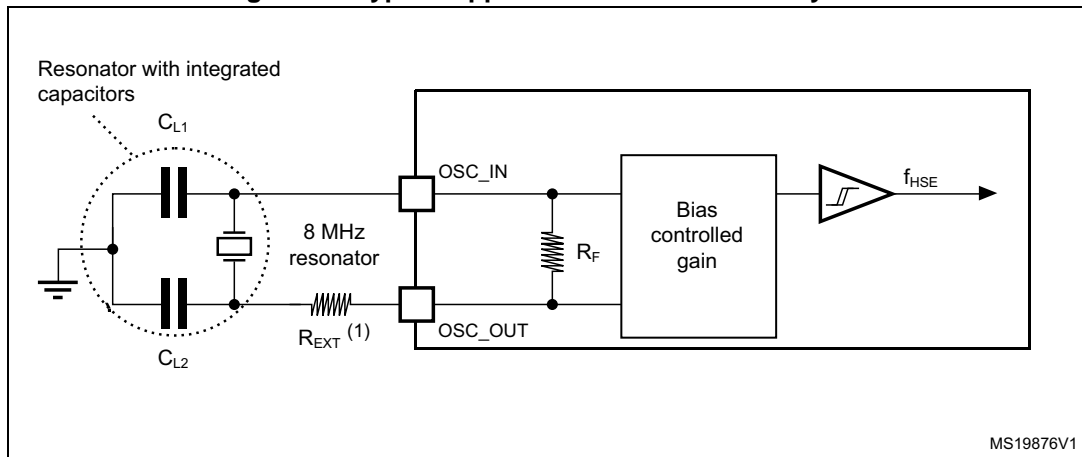 Resonator with integrated
capacitors
CL1
OSC_IN
fHSE
8 MHz
resonator
RF
Bias
controlled
gain
REXT (1)
OSC_OUT
CL2
MS19876V1